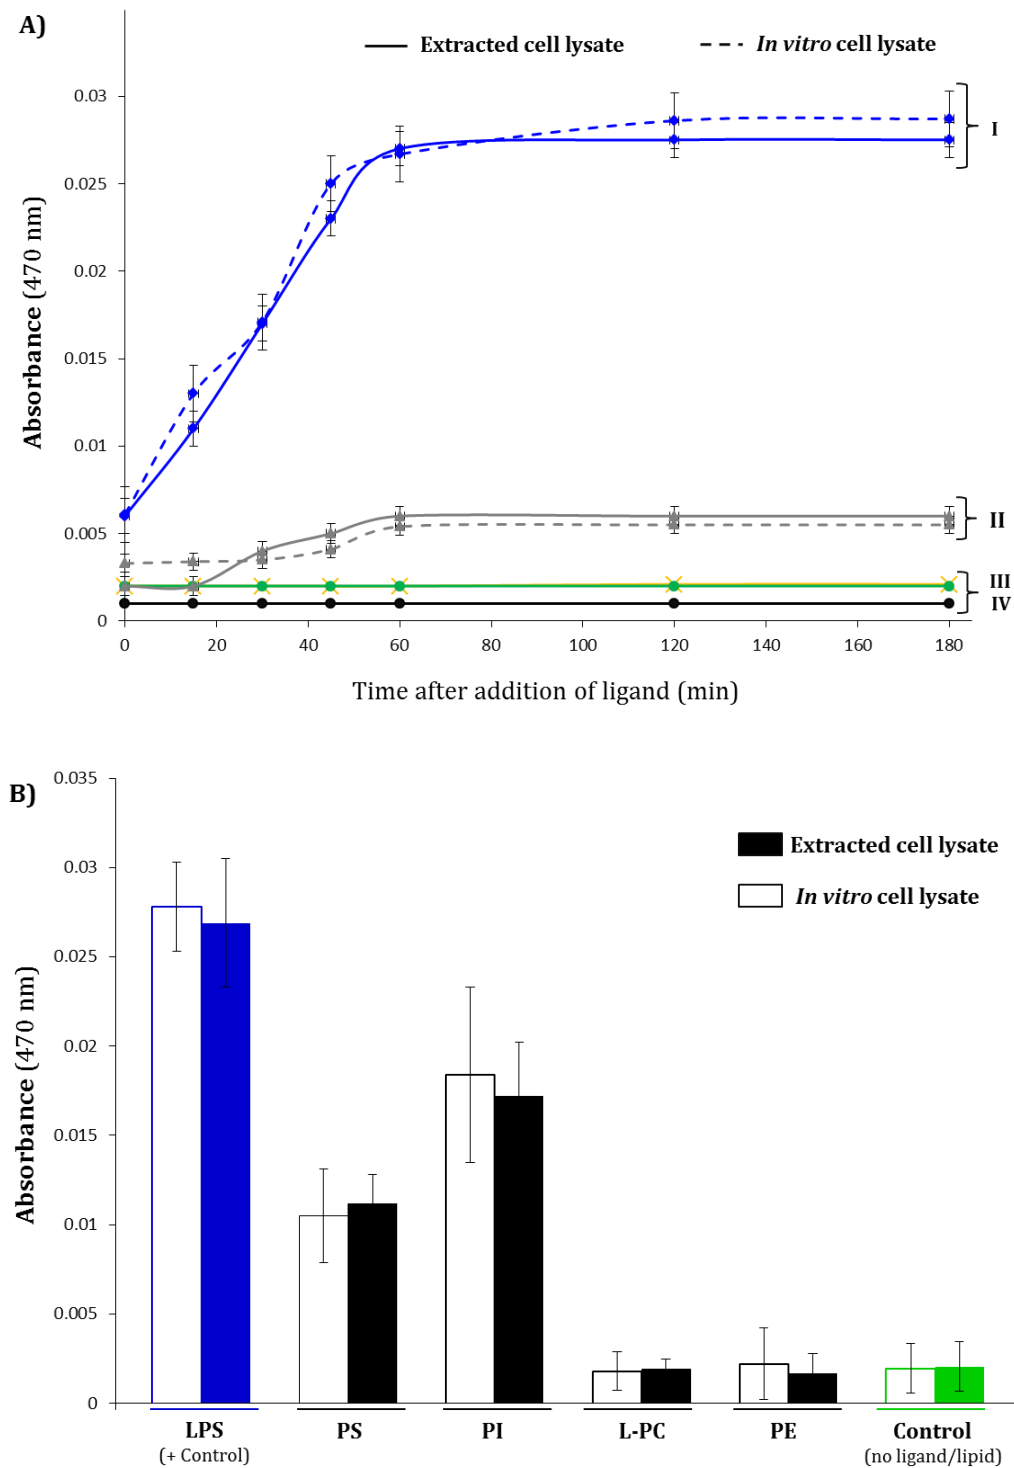 A)
Extracted cell lysate
In vitro cell lysate
0.03
0.025
0.02
0.015
0.01
0.005
0
I
II
III
IV
0 20 40 60 80 100 120 140 160 180
Absorbance (470 nm)
Time after addition of ligand (min)
B)
0.035
0.03
0.025
0.02
0.015
0.01
0.005
0
Absorbance (470 nm)
Extracted cell lysate
In vitro cell lysate
LPS PS PI L-PC PE Control
(+ Control) (no ligand/lipid)